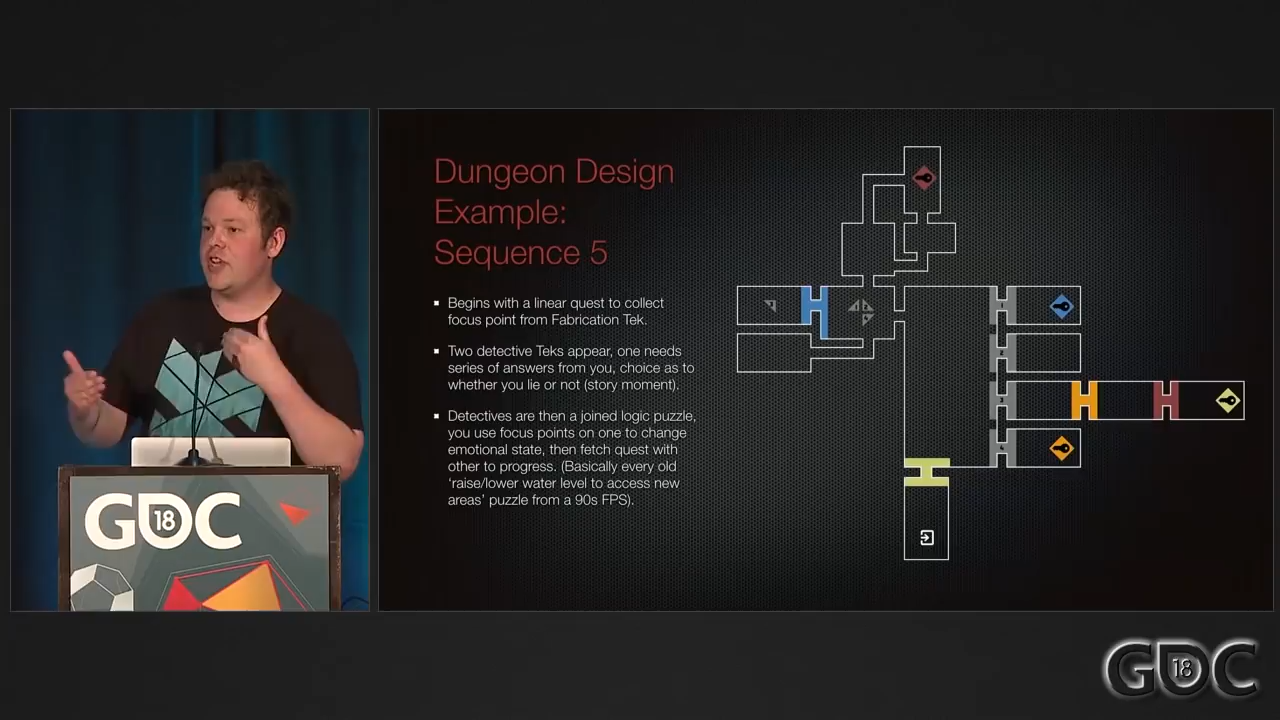 Dungeon Design
Example:
Sequence 5
Begins with a linear quest to collect
focus point from Fabrication Tek.
Two detective Teks appear, one needs
series of answers from you, choice as to
whether you lie or not (story moment).
Detectives are then a joined logic puzzle,
you use focus points on one to change
emotional state, then fetch quest with
other to progress. (Basically every old
'raise/lower water level to access new
areas' puzzle from a 90s FPS).
GDC
18
GDC
18